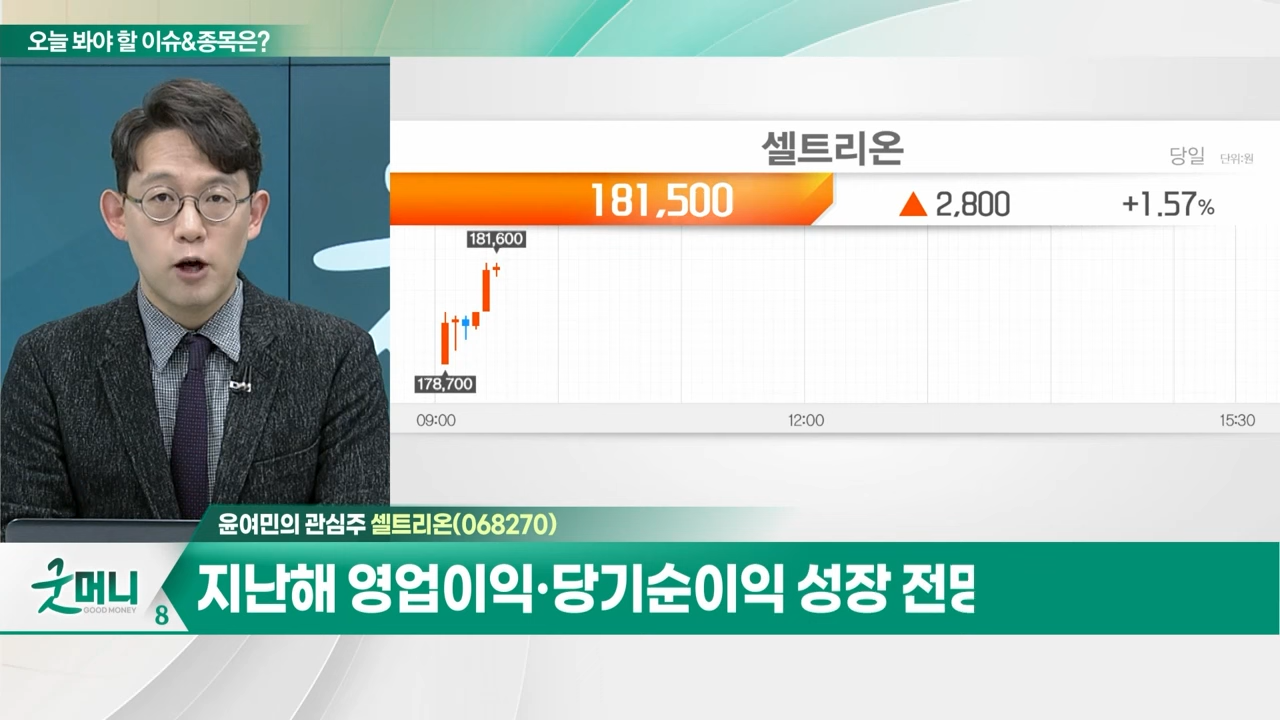 오늘 봐야 할 이슈&종목은?
셀트리온
당일 단위:원
181,500 ▲ 2,800 +1.57%
181,600
178,700
09:00 12:00 15:30
윤여민의 관심주 셀트리온(068270)
굿머니
GOOD MONEY
8
지난해 영업이익·당기순이익 성장 전망